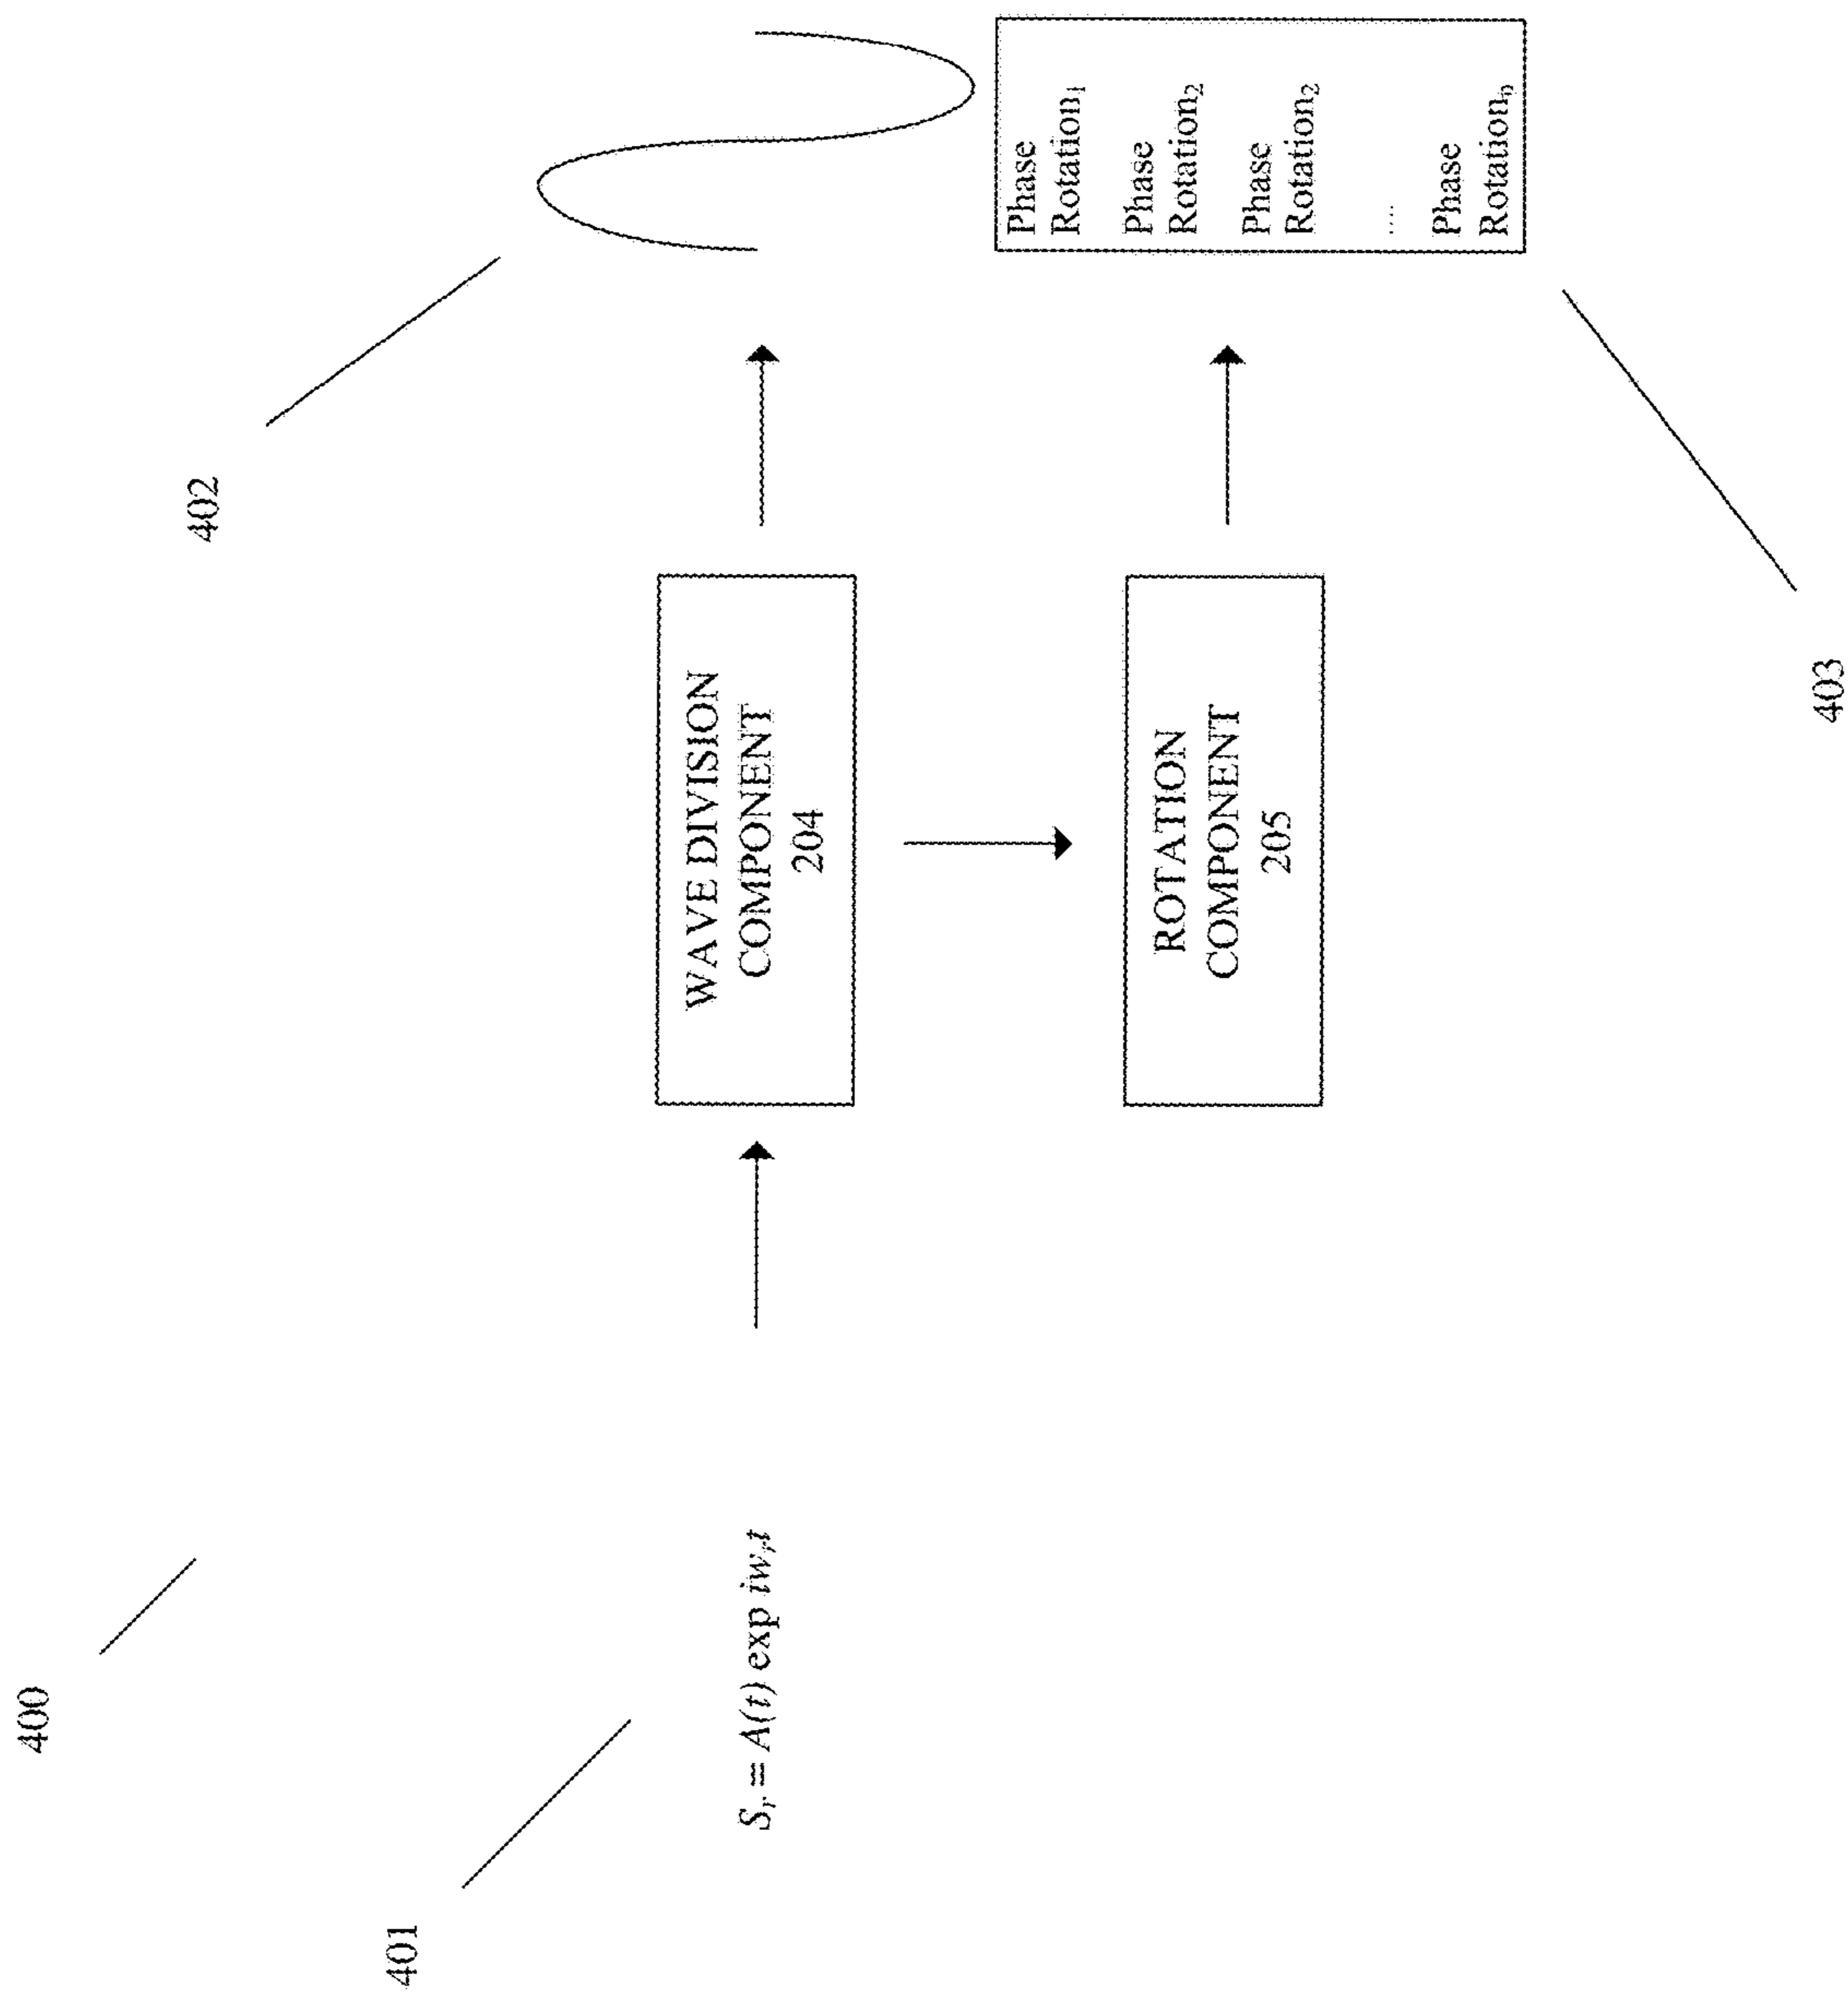 400
401
402
S_r = A(t) exp iw_r t
WAVE DIVISION
COMPONENT
204
ROTATION
COMPONENT
205
Phase
Rotation₁
Phase
Rotation₂
Phase
Rotation₂
....
Phase
Rotationₙ
403